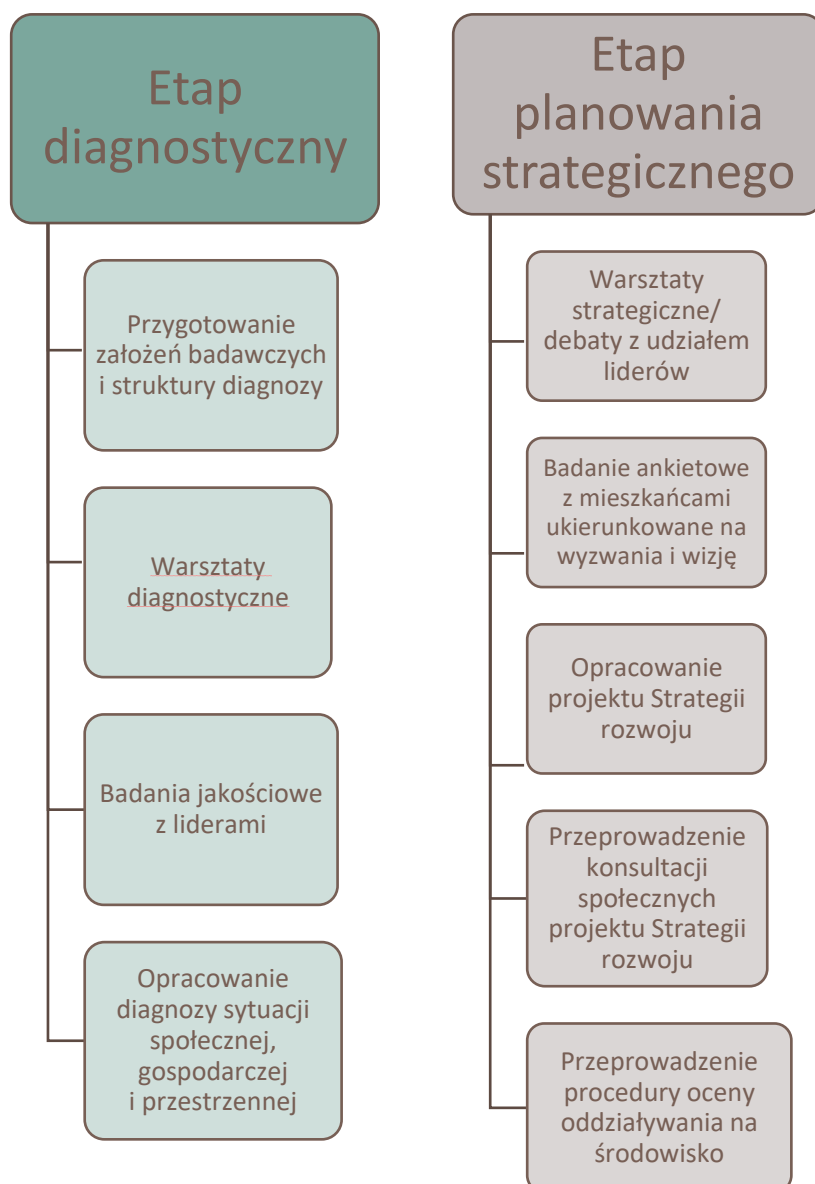 Etap
diagnostyczny
Przygotowanie
założeń badawczych
i struktury diagnozy
Warsztaty
diagnostyczne
Badania jakościowe
z liderami
Opracowanie
diagnozy sytuacji
społecznej,
gospodarczej
i przestrzennej
Etap
planowania
strategicznego
Warsztaty
strategiczne/
debaty z udziałem
liderów
Badanie ankietowe
z mieszkańcami
ukierunkowane na
wyzwania i wizję
Opracowanie
projektu Strategii
rozwoju
Przeprowadzenie
konsultacji
społecznych
projektu Strategii
rozwoju
Przeprowadzenie
procedury oceny
oddziaływania na
środowisko